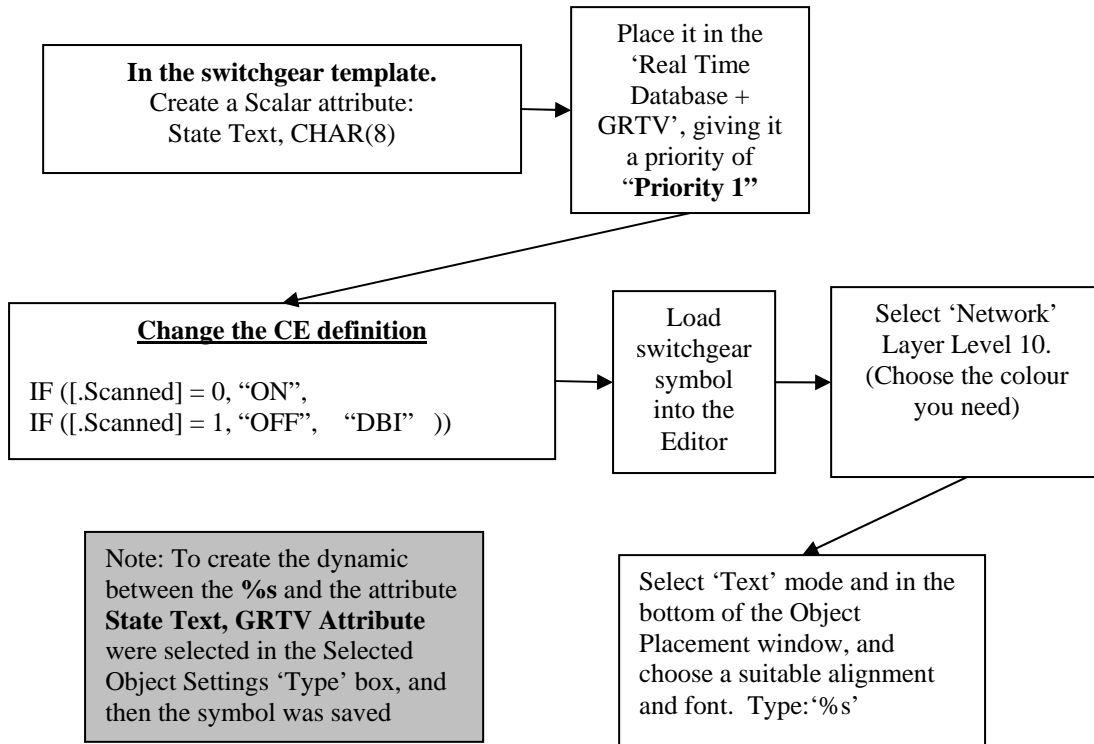 In the switchgear template.
Create a Scalar attribute:
State Text, CHAR(8)
Place it in the
‘Real Time
Database +
GRTV’, giving it
a priority of
“Priority 1”
Change the CE definition
IF ([.Scanned] = 0, “ON”,
IF ([.Scanned] = 1, “OFF”, “DBI” ))
Load
switchgear
symbol
into the
Editor
Select ‘Network’
Layer Level 10.
(Choose the colour
you need)
Select ‘Text’ mode and in the
bottom of the Object
Placement window, and
choose a suitable alignment
and font. Type:‘%s’
Note: To create the dynamic
between the %s and the attribute
State Text, GRTV Attribute
were selected in the Selected
Object Settings ‘Type’ box, and
then the symbol was saved